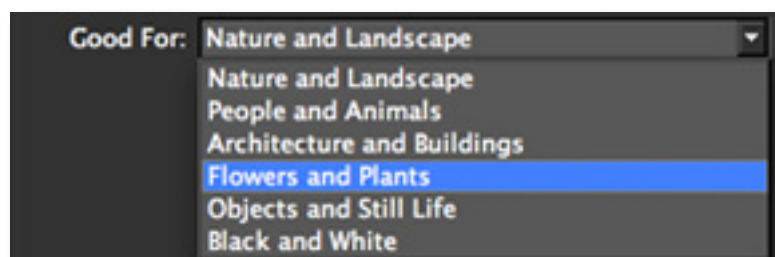 Good For: Nature and Landscape
Nature and Landscape
People and Animals
Architecture and Buildings
Flowers and Plants
Objects and Still Life
Black and White